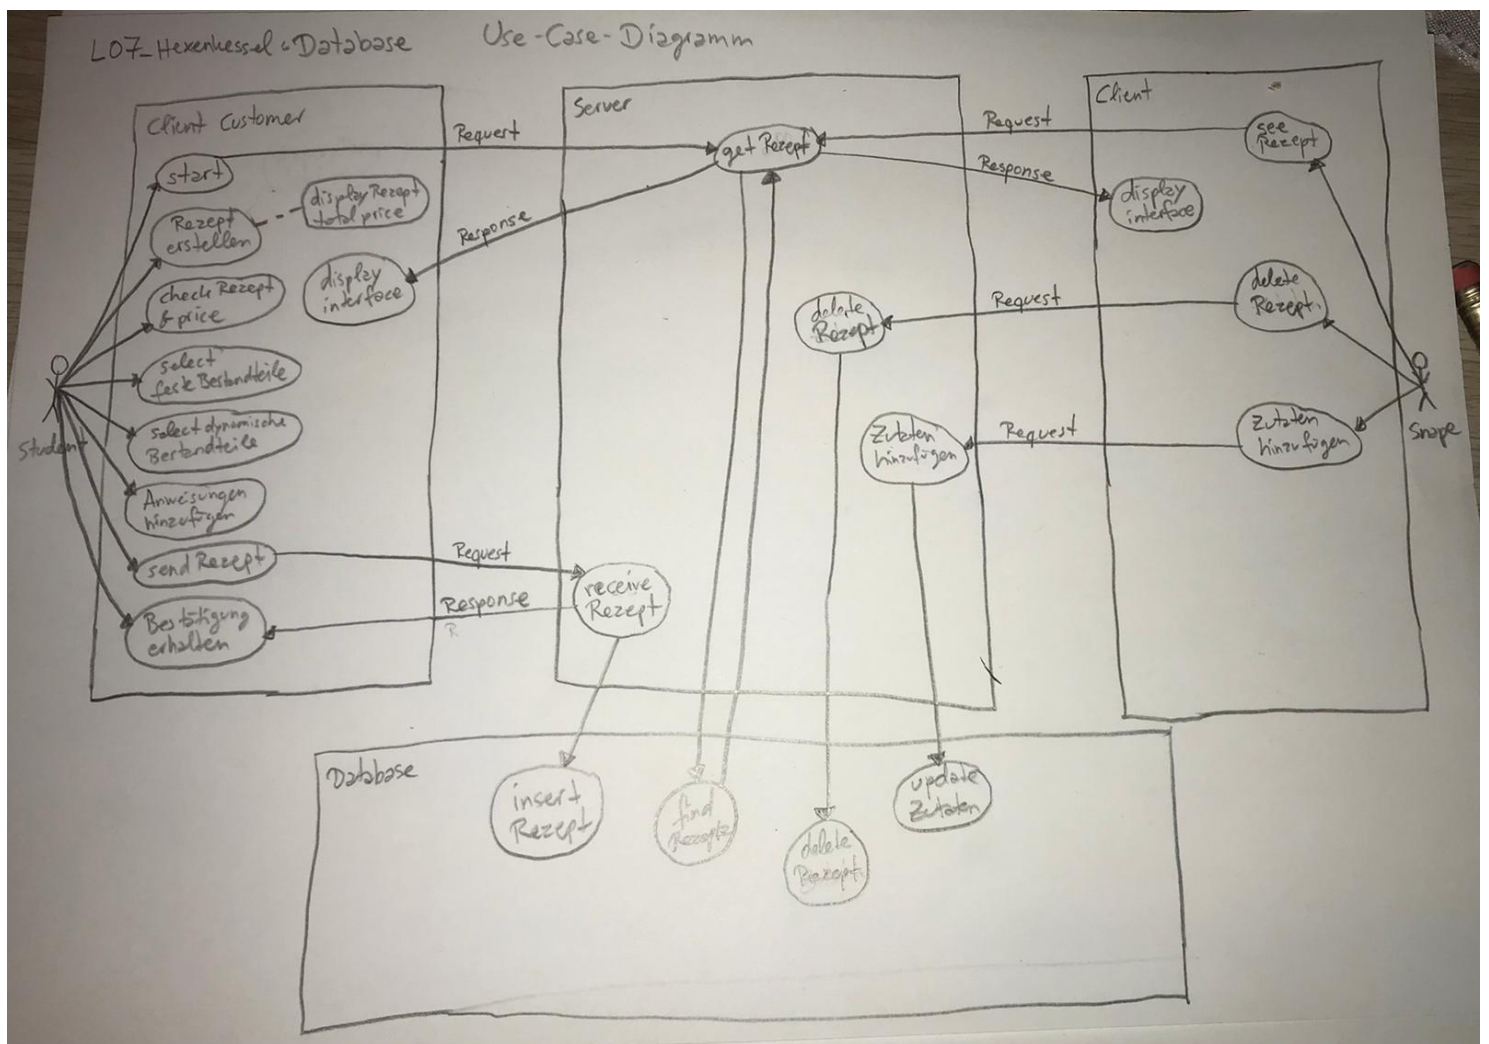 L07_Hexenkessel & Database
Use-Case-Diagramm
Client Customer
start
Rezept
erstellen
display Rezept
total price
check Rezept
& price
display
interface
select
feste Bestandteile
select dynamische
Bestandteile
Anweisungen
hinzufügen
send Rezept
Bestätigung
erhalten
Student
Request
Response
Request
Response
R
Server
get Rezept
delete
Rezept
Zutaten
hinzufügen
receive
Rezept
Request
Response
Request
Request
Client
see
Rezept
display
interface
delete
Rezept
Zutaten
hinzufügen
Snape
Database
insert
Rezept
find
Rezepte
delete
Rezept
update
Zutaten